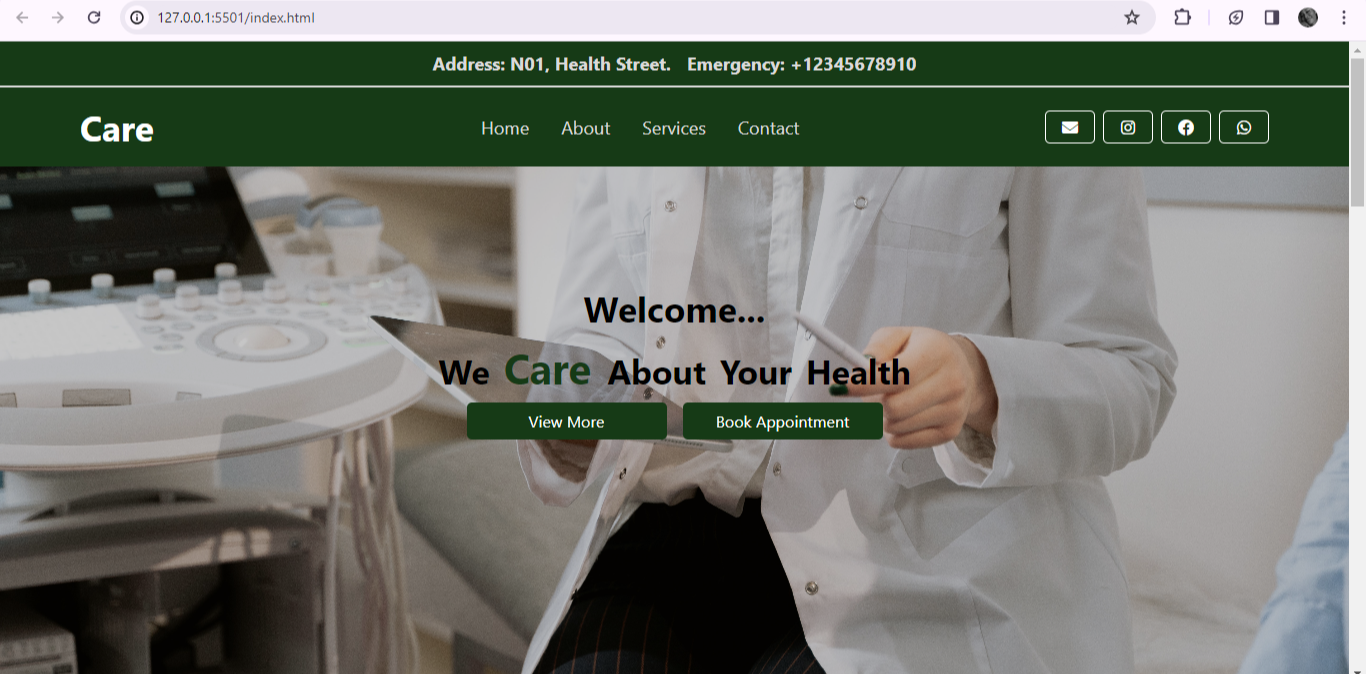 127.0.0.1:5501/index.html
Address: N01, Health Street. Emergency: +12345678910
Care Home About Services Contact
Welcome...
We Care About Your Health
View More Book Appointment